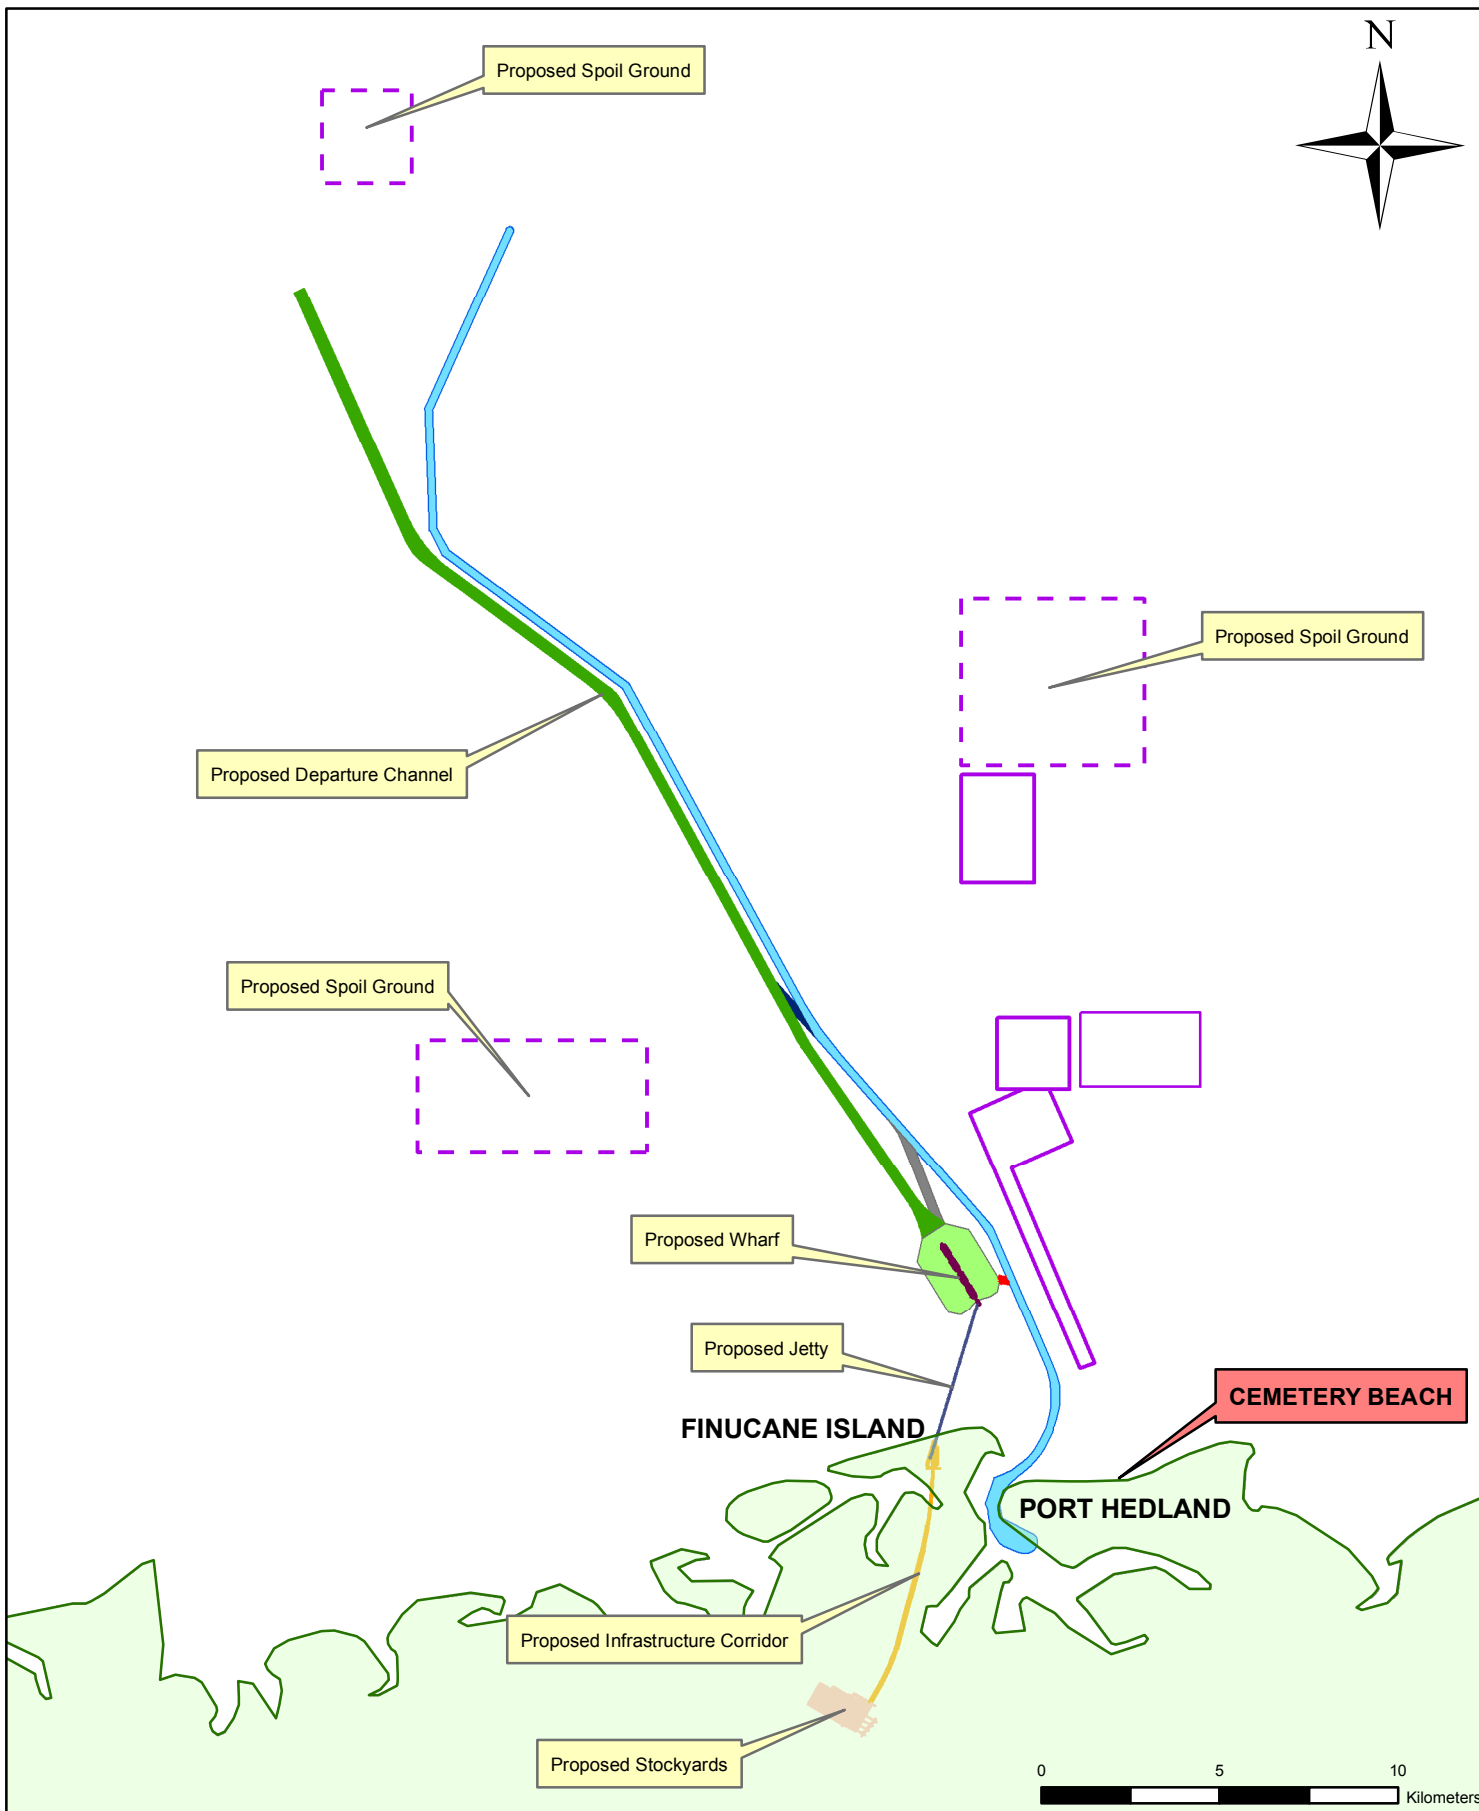 N
Proposed Spoil Ground
Proposed Spoil Ground
Proposed Departure Channel
Proposed Spoil Ground
Proposed Wharf
Proposed Jetty
CEMETERY BEACH
FINUCANE ISLAND
PORT HEDLAND
Proposed Infrastructure Corridor
Proposed Stockyards
0 5 10
Kilometers